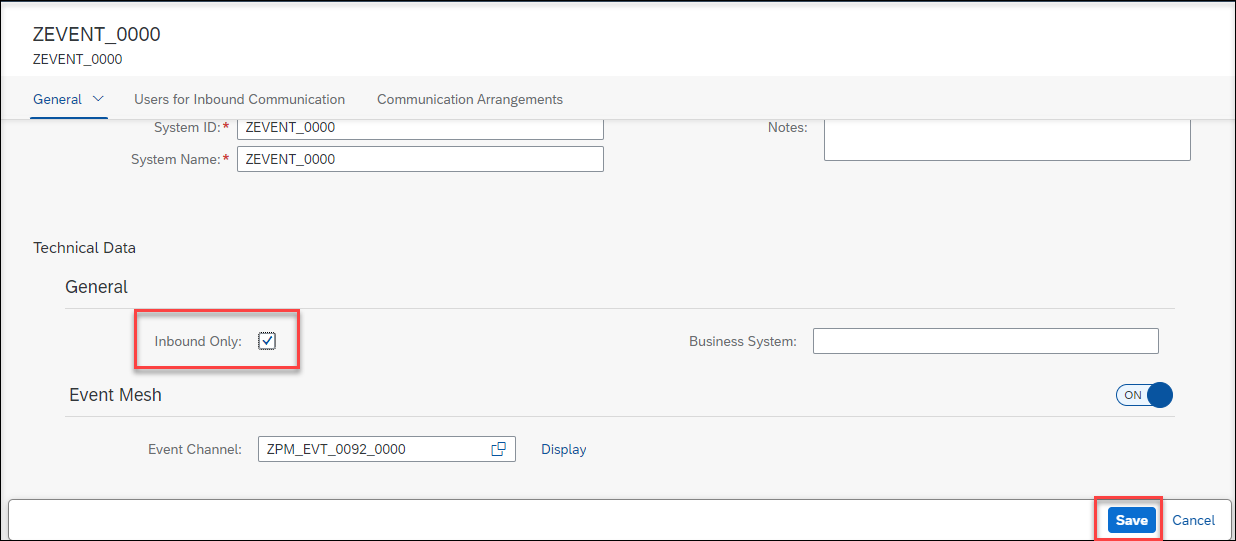 ZEVENT_0000
ZEVENT_0000
General Users for Inbound Communication Communication Arrangements
System ID:* ZEVENT_0000 Notes:
System Name:* ZEVENT_0000
Technical Data
General
Inbound Only: Business System:
Event Mesh ON
Event Channel: ZPM_EVT_0092_0000 Display
Save Cancel